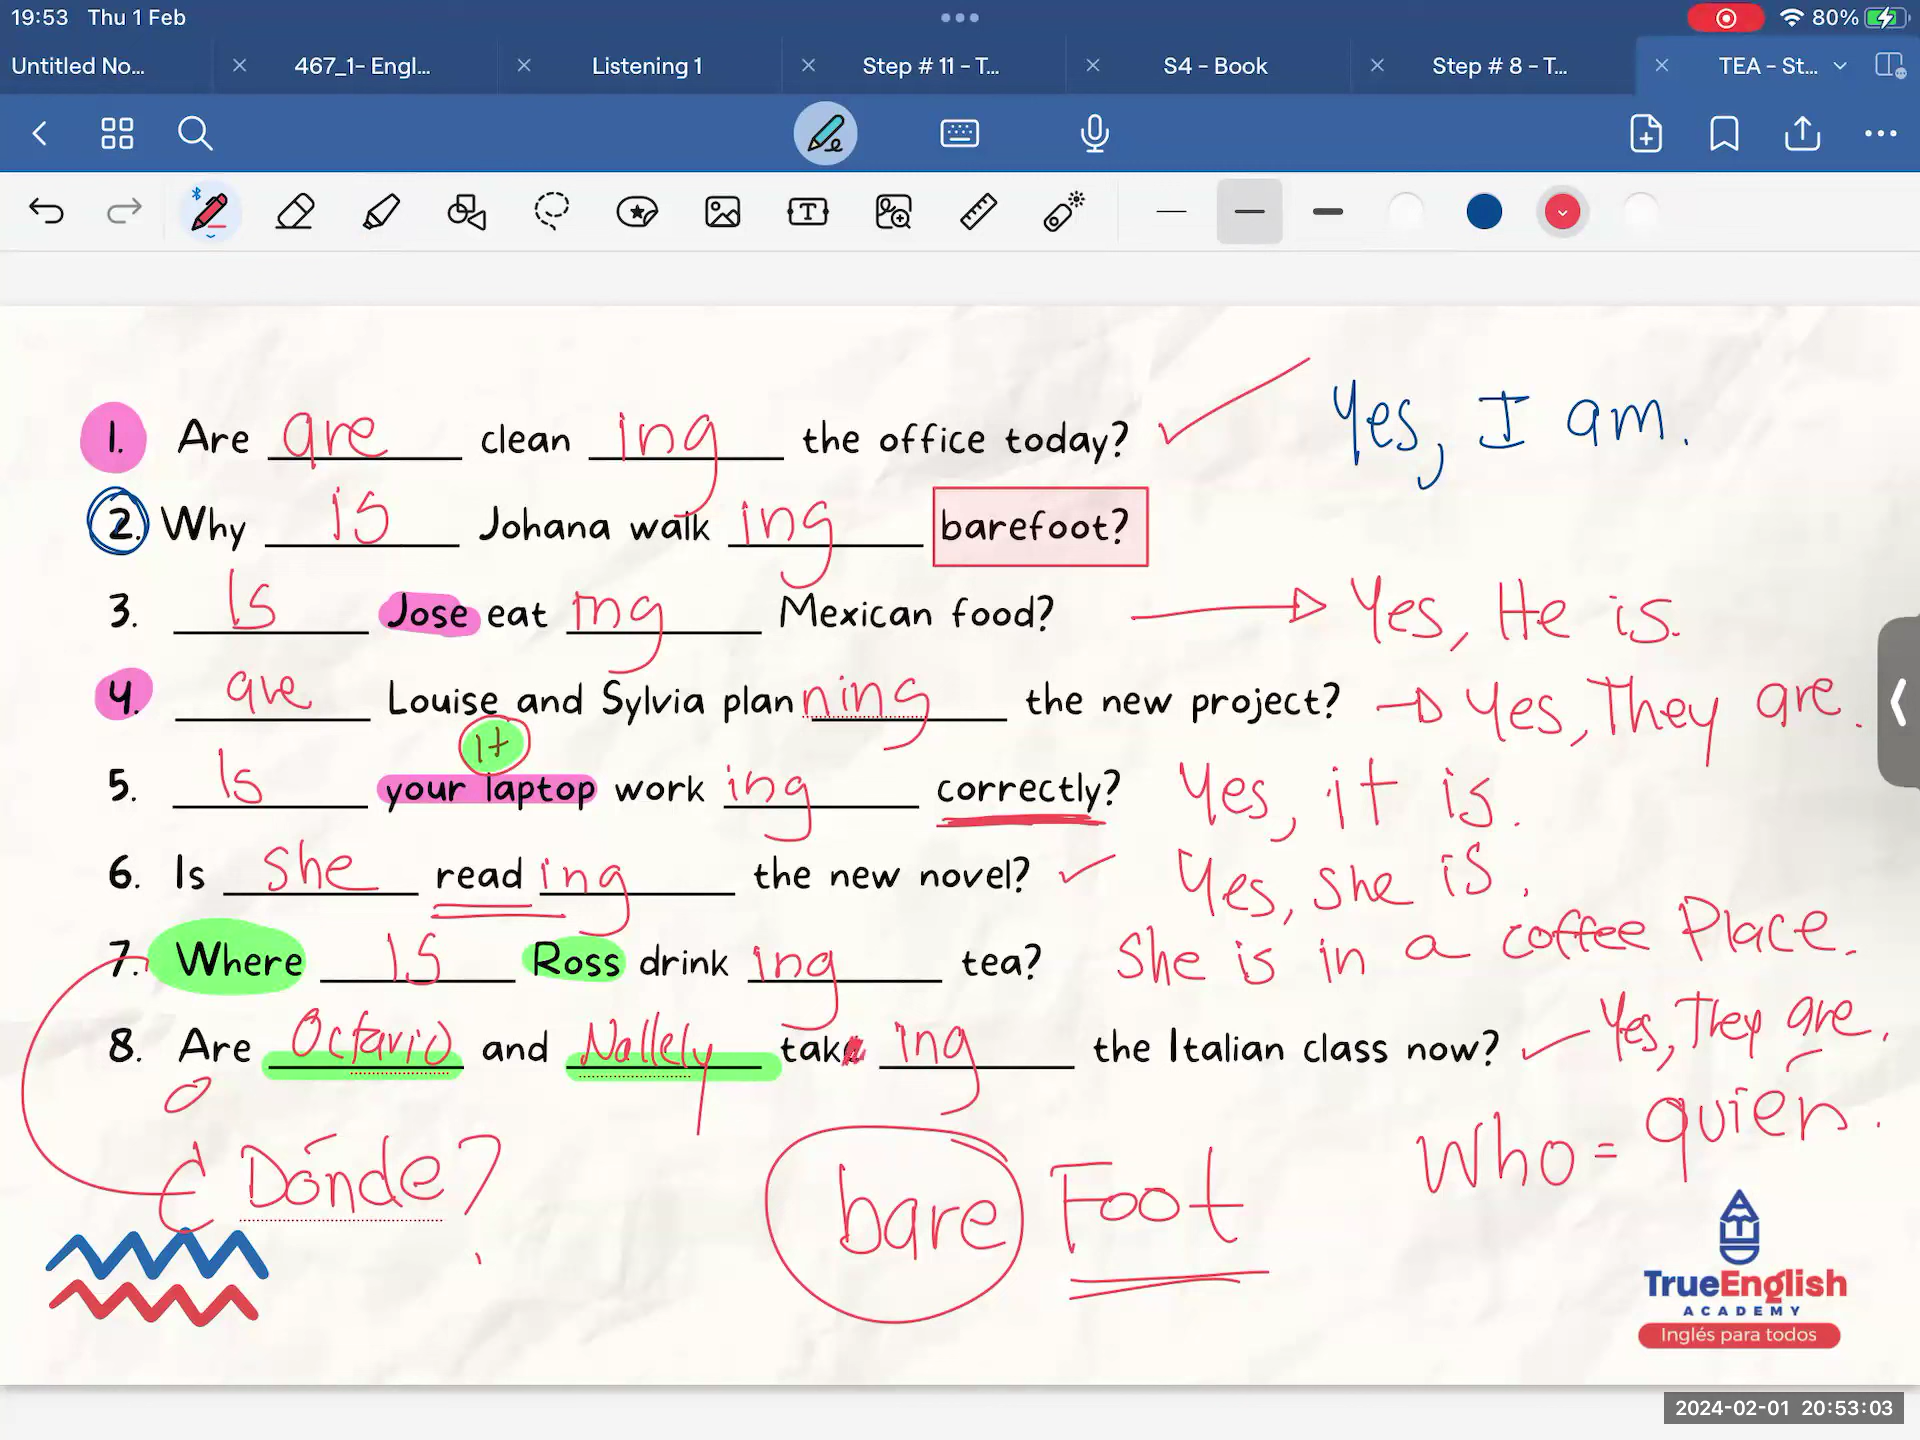 19:53 Thu 1 Feb
80%
Untitled No... 467_1- Engl... Listening 1 Step # 11 - T... S4 - Book Step # 8 - T... TEA - St...
1. Are are clean ing the office today? Yes, I am.
2. Why is Johana walk ing barefoot?
3. Is Jose eat ing Mexican food? Yes, He is.
4. are Louise and Sylvia plan ning the new project? Yes, They are.
It
5. Is your laptop work ing correctly? Yes, it is.
6. Is she read ing the new novel? Yes, she is.
7. Where is Ross drink ing tea? She is in a coffee Place.
8. Are Octavio and Nallely tak ing the Italian class now? Yes, They are.
¿Dónde? bare Foot Who = quién.
TrueEnglish
ACADEMY
Inglés para todos
2024-02-01 20:53:03